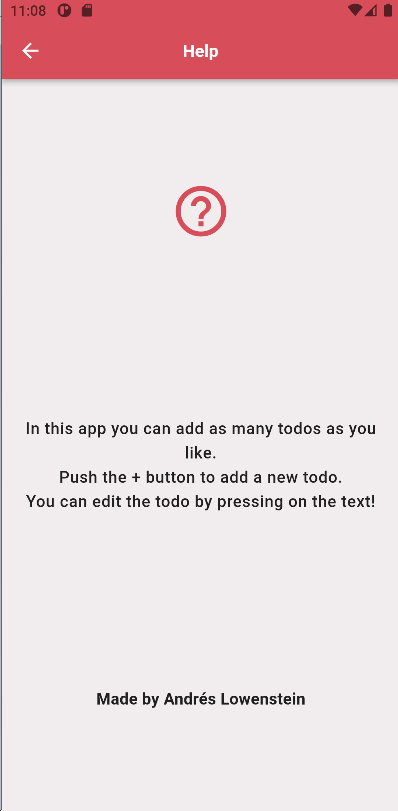 11:08
Help
?
In this app you can add as many todos as you
like.
Push the + button to add a new todo.
You can edit the todo by pressing on the text!
Made by Andrés Lowenstein